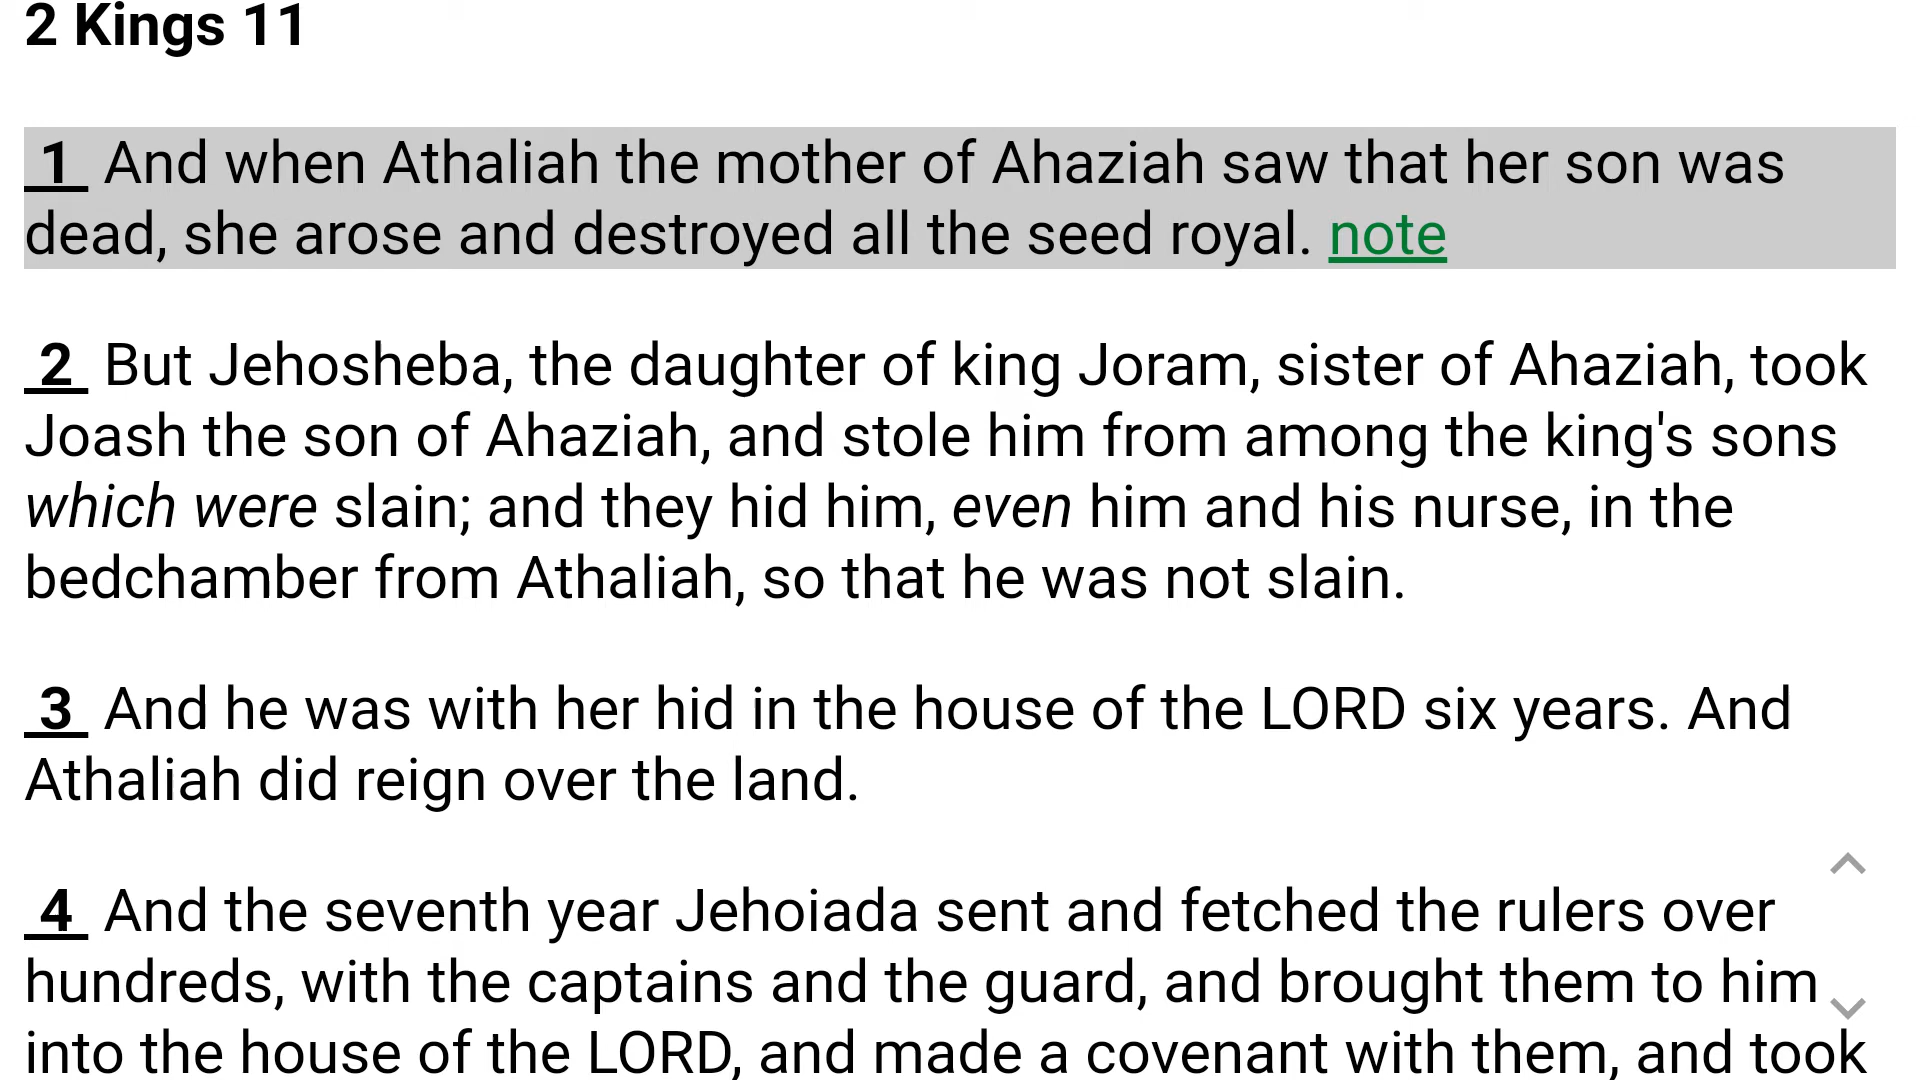 2 Kings 11
1 And when Athaliah the mother of Ahaziah saw that her son was
dead, she arose and destroyed all the seed royal. note
2 But Jehosheba, the daughter of king Joram, sister of Ahaziah, took
Joash the son of Ahaziah, and stole him from among the king's sons
which were slain; and they hid him, even him and his nurse, in the
bedchamber from Athaliah, so that he was not slain.
3 And he was with her hid in the house of the LORD six years. And
Athaliah did reign over the land.
4 And the seventh year Jehoiada sent and fetched the rulers over
hundreds, with the captains and the guard, and brought them to him
into the house of the LORD, and made a covenant with them, and took